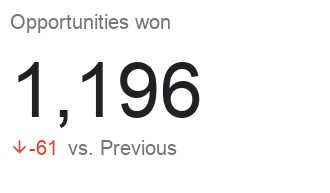 Opportunities won
1,196
↓-61 vs. Previous